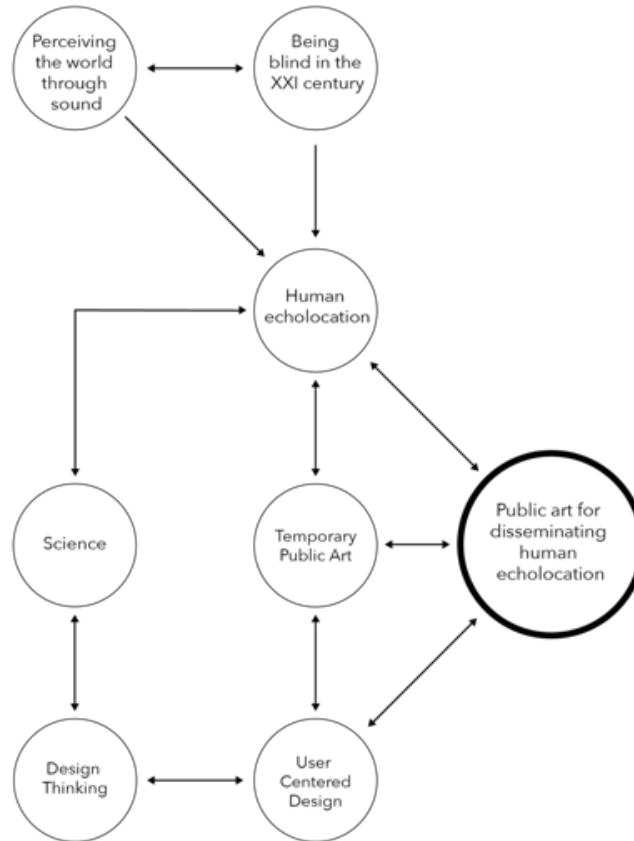 Perceiving
the world
through
sound
Being
blind in the
XXI century
Human
echolocation
Science
Temporary
Public Art
Public art for
disseminating
human
echolocation
Design
Thinking
User
Centered
Design